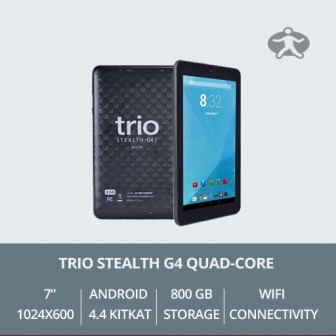 8:32
trio
STEALTH G4
TRIO STEALTH G4 QUAD-CORE
7” ANDROID 800 GB WIFI
1024X600 4.4 KITKAT STORAGE CONNECTIVITY